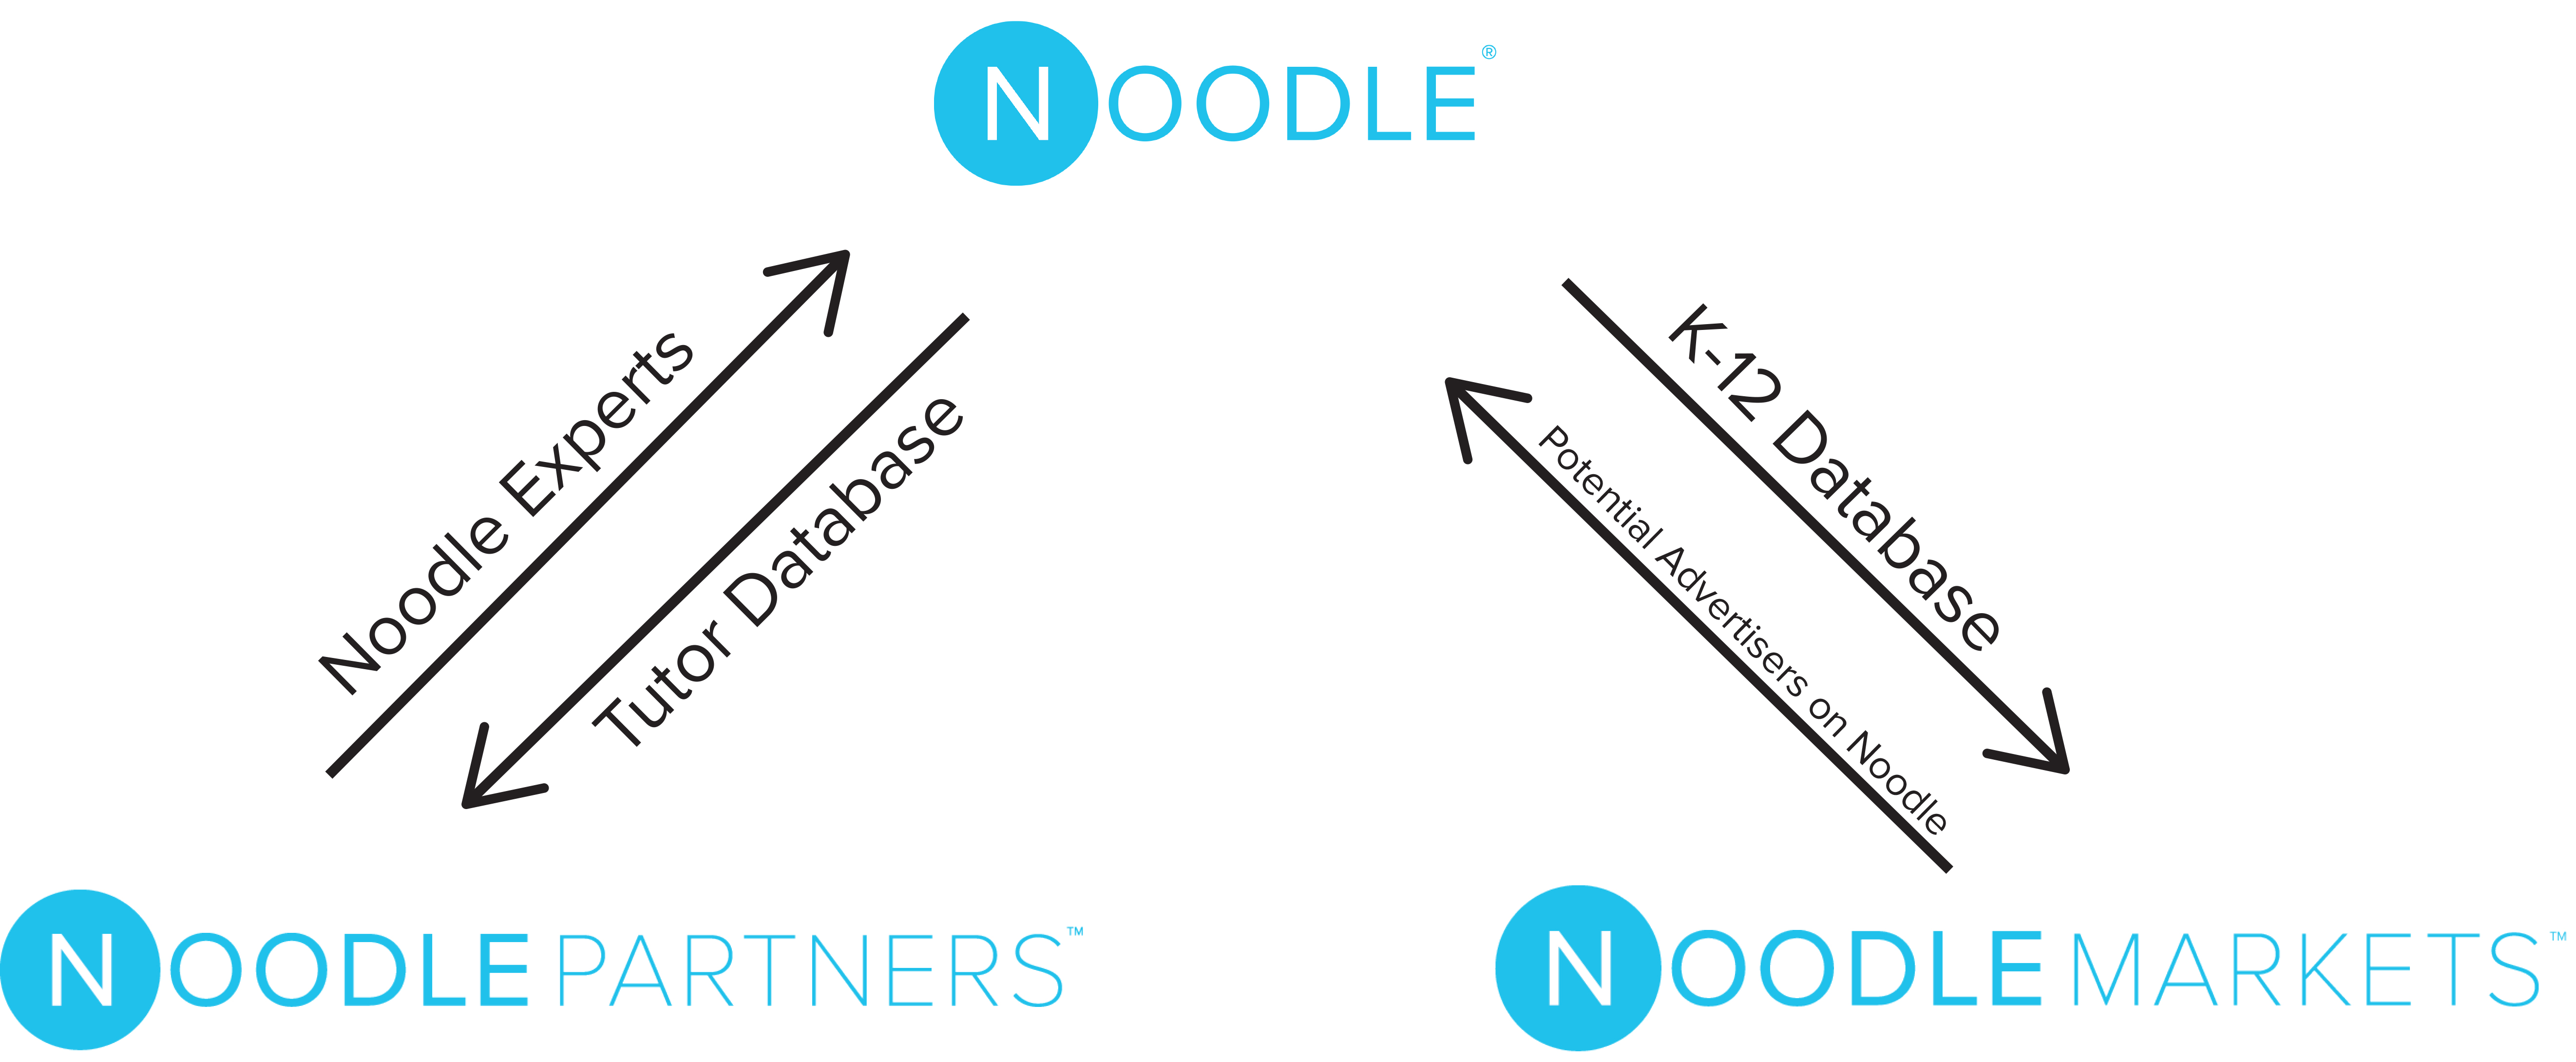 NOODLE®
Noodle Experts
Tutor Database
K-12 Database
Potential Advertisers on Noodle
NOODLE PARTNERS™
NOODLE MARKETS™